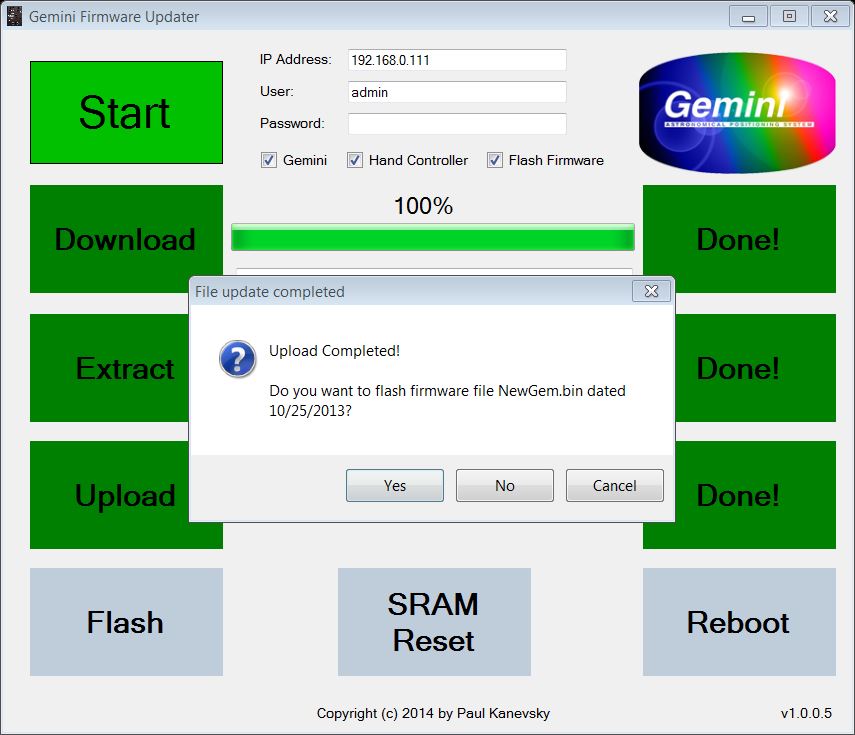 Gemini Firmware Updater
Start
IP Address: 192.168.0.111
User: admin
Password:
Gemini Hand Controller Flash Firmware
Gemini
ASTRONOMICAL POSITIONING SYSTEM
100%
Download Done!
File update completed
Upload Completed!
Do you want to flash firmware file NewGem.bin dated
10/25/2013?
Yes No Cancel
Extract Done!
Upload Done!
Flash
SRAM
Reset
Reboot
Copyright (c) 2014 by Paul Kanevsky
v1.0.0.5